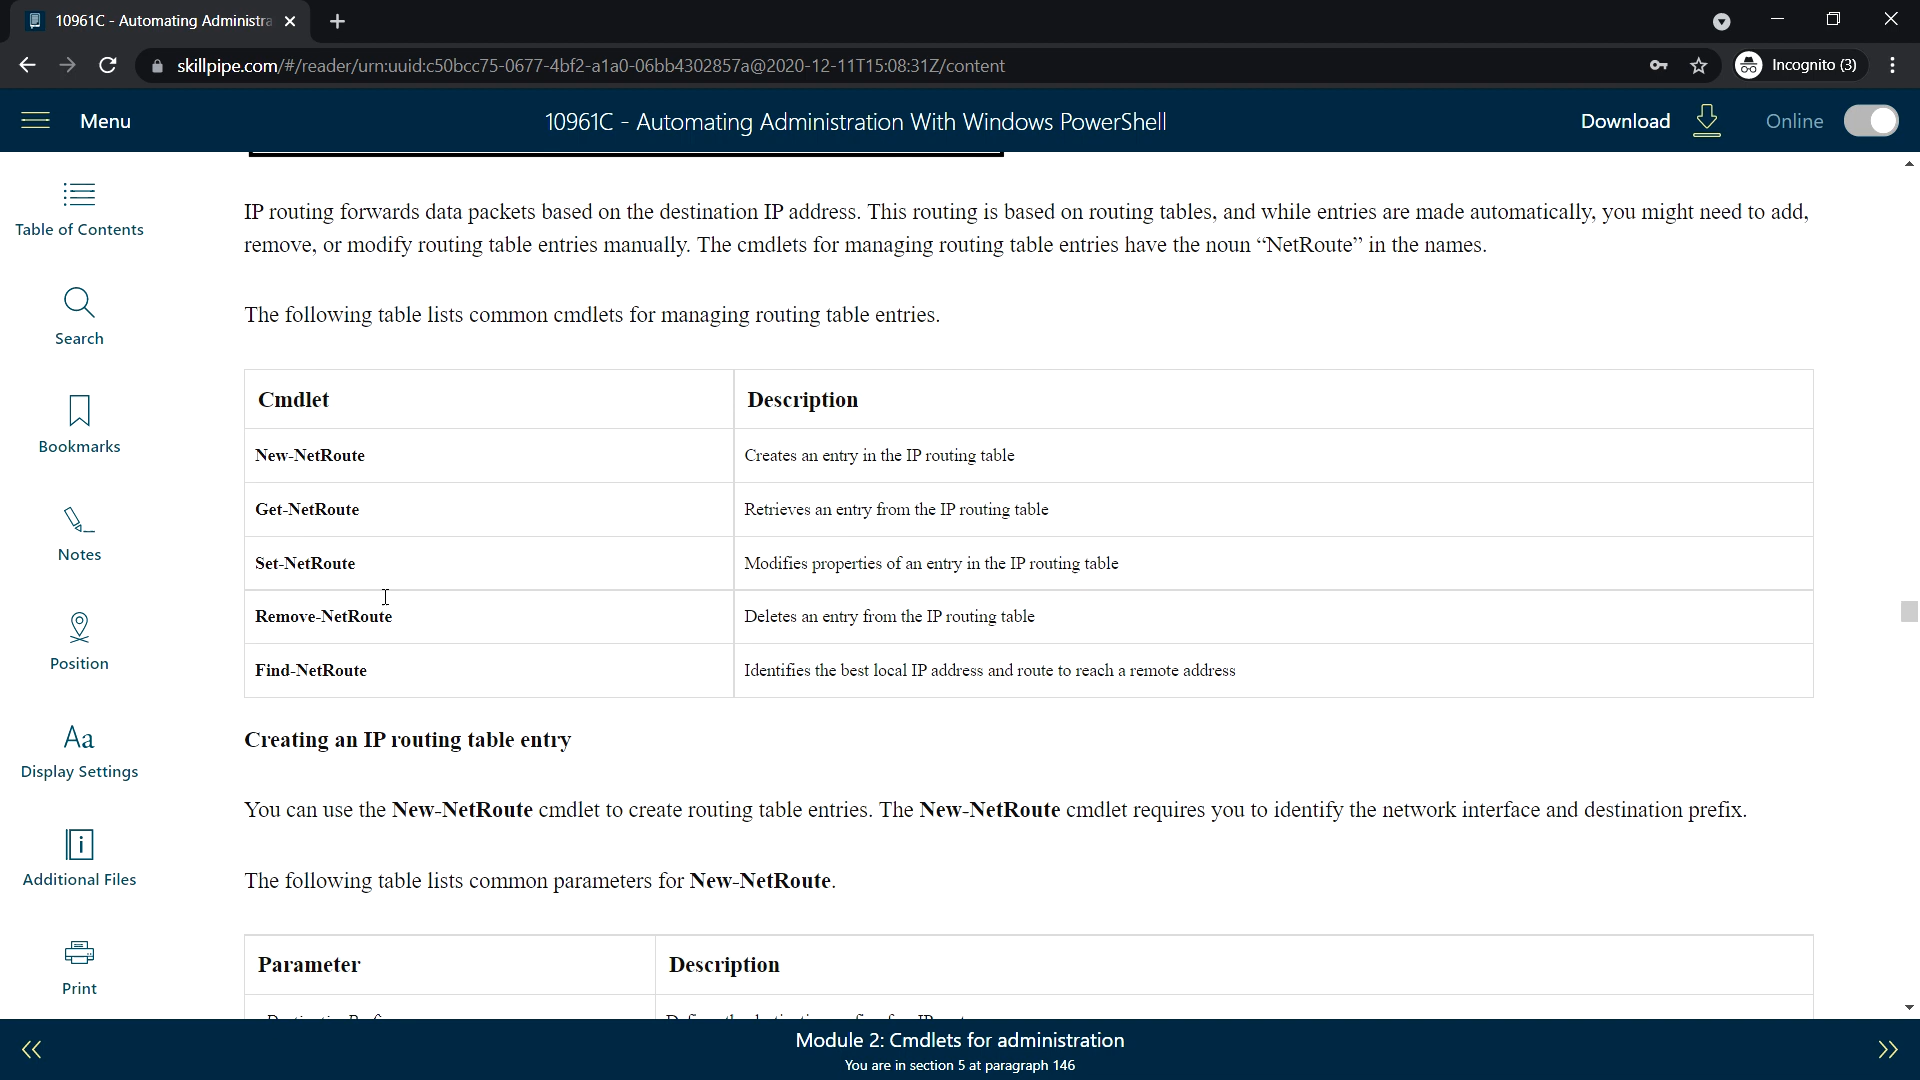 10961C - Automating Administra
skillpipe.com/#/reader/urn:uuid:c50bcc75-0677-4bf2-a1a0-06bb4302857a@2020-12-11T15:08:31Z/content
Incognito (3)
Menu
10961C - Automating Administration With Windows PowerShell
Download
Online
Table of Contents
Search
Bookmarks
Notes
Position
Aa
Display Settings
Additional Files
Print
IP routing forwards data packets based on the destination IP address. This routing is based on routing tables, and while entries are made automatically, you might need to add,
remove, or modify routing table entries manually. The cmdlets for managing routing table entries have the noun “NetRoute” in the names.
The following table lists common cmdlets for managing routing table entries.
Cmdlet Description
New-NetRoute Creates an entry in the IP routing table
Get-NetRoute Retrieves an entry from the IP routing table
Set-NetRoute Modifies properties of an entry in the IP routing table
Remove-NetRoute Deletes an entry from the IP routing table
Find-NetRoute Identifies the best local IP address and route to reach a remote address
Creating an IP routing table entry
You can use the New-NetRoute cmdlet to create routing table entries. The New-NetRoute cmdlet requires you to identify the network interface and destination prefix.
The following table lists common parameters for New-NetRoute.
Parameter Description
Module 2: Cmdlets for administration
You are in section 5 at paragraph 146